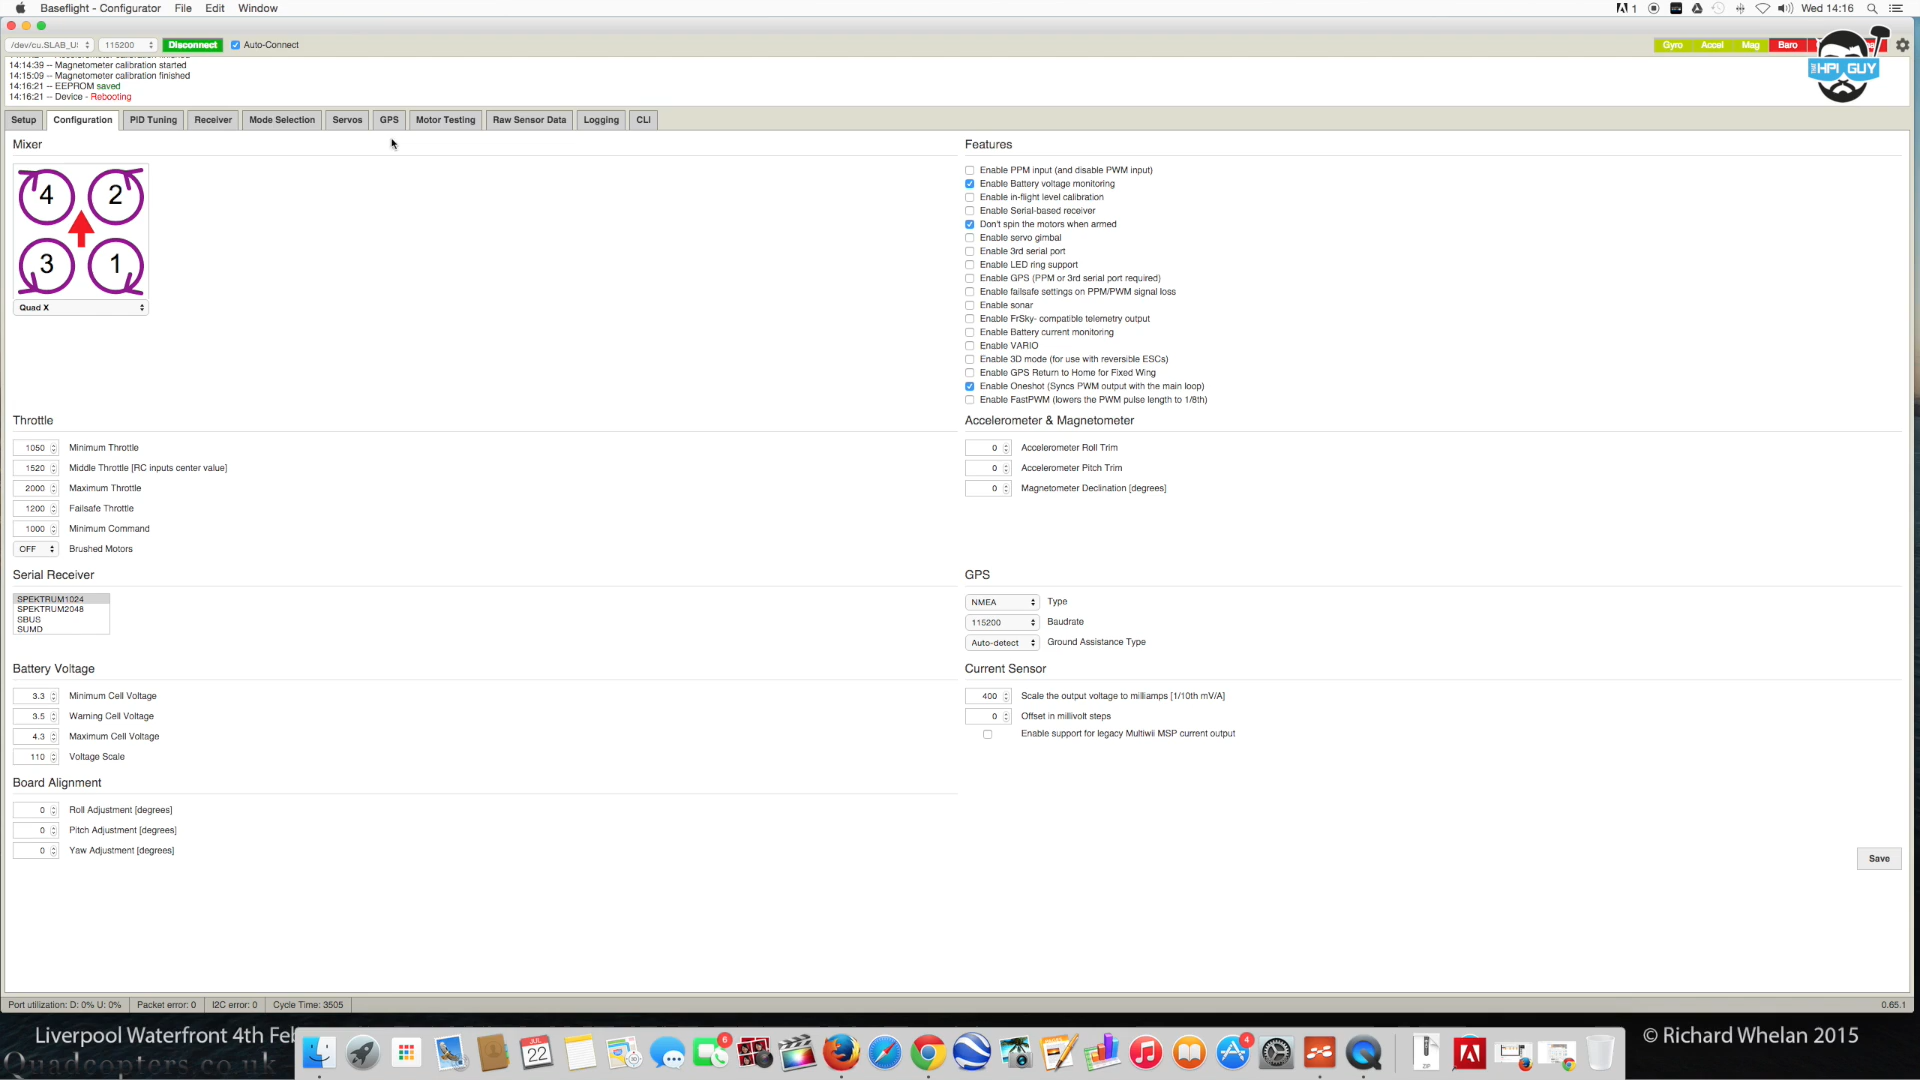 Baseflight - Configurator File Edit Window
1 Wed 14:16
/dev/cu.SLAB_U 115200 Disconnect Auto-Connect
Gyro Accel Mag Baro
THE HPI GUY
14:14:39 -- Magnetometer calibration started
14:15:09 -- Magnetometer calibration finished
14:16:21 -- EEPROM saved
14:16:21 -- Device - Rebooting
Setup Configuration PID Tuning Receiver Mode Selection Servos GPS Motor Testing Raw Sensor Data Logging CLI
Mixer
4 2
3 1
Quad X
Features
Enable PPM input (and disable PWM input)
Enable Battery voltage monitoring
Enable in-flight level calibration
Enable Serial-based receiver
Don't spin the motors when armed
Enable servo gimbal
Enable 3rd serial port
Enable LED ring support
Enable GPS (PPM or 3rd serial port required)
Enable failsafe settings on PPM/PWM signal loss
Enable sonar
Enable FrSky- compatible telemetry output
Enable Battery current monitoring
Enable VARIO
Enable 3D mode (for use with reversible ESCs)
Enable GPS Return to Home for Fixed Wing
Enable Oneshot (Syncs PWM output with the main loop)
Enable FastPWM (lowers the PWM pulse length to 1/8th)
Throttle
1050 Minimum Throttle
1520 Middle Throttle [RC inputs center value]
2000 Maximum Throttle
1200 Failsafe Throttle
1000 Minimum Command
OFF Brushed Motors
Accelerometer & Magnetometer
0 Accelerometer Roll Trim
0 Accelerometer Pitch Trim
0 Magnetometer Declination [degrees]
Serial Receiver
SPEKTRUM1024
SPEKTRUM2048
SBUS
SUMD
GPS
NMEA Type
115200 Baudrate
Auto-detect Ground Assistance Type
Battery Voltage
3.3 Minimum Cell Voltage
3.5 Warning Cell Voltage
4.3 Maximum Cell Voltage
110 Voltage Scale
Current Sensor
400 Scale the output voltage to milliamps [1/10th mV/A]
0 Offset in millivolt steps
Enable support for legacy Multiwii MSP current output
Board Alignment
0 Roll Adjustment [degrees]
0 Pitch Adjustment [degrees]
0 Yaw Adjustment [degrees]
Save
Port utilization: D: 0% U: 0% Packet error: 0 I2C error: 0 Cycle Time: 3505 0.65.1
Liverpool Waterfront 4th Feb
Quadcopters.co.uk
JUL
22
6
4
ZIP
© Richard Whelan 2015